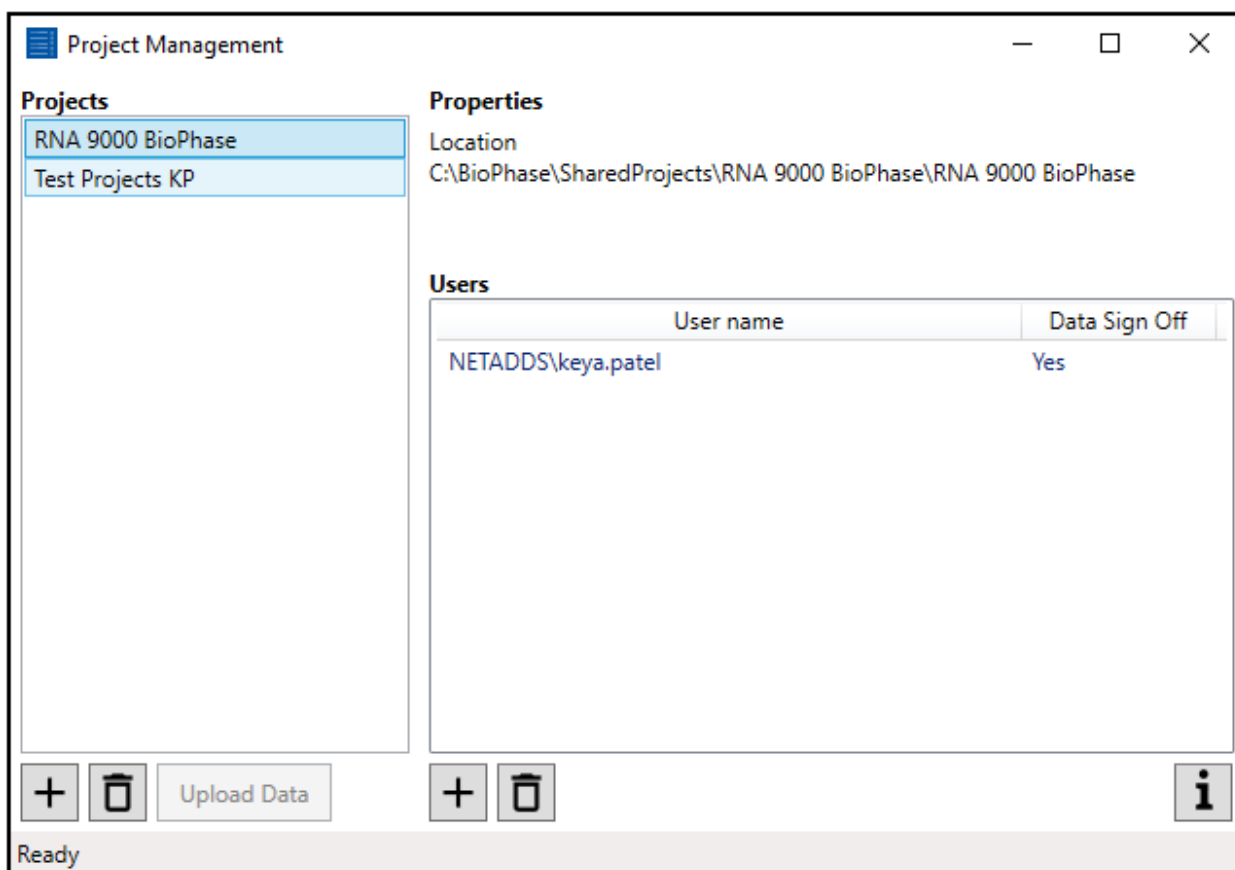 Project Management
Projects
RNA 9000 BioPhase
Test Projects KP
Upload Data
Properties
Location
C:\BioPhase\SharedProjects\RNA 9000 BioPhase\RNA 9000 BioPhase
Users
User name Data Sign Off
NETADDS\keya.patel Yes
Ready